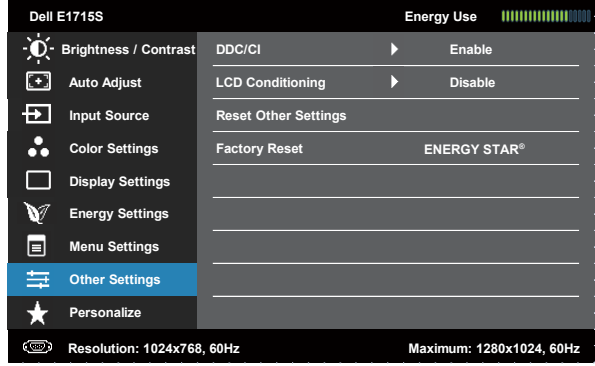 Dell E1715S Energy Use
Brightness / Contrast DDC/CI Enable
Auto Adjust LCD Conditioning Disable
Input Source Reset Other Settings
Color Settings Factory Reset ENERGY STAR®
Display Settings
Energy Settings
Menu Settings
Other Settings
Personalize
Resolution: 1024x768, 60Hz Maximum: 1280x1024, 60Hz